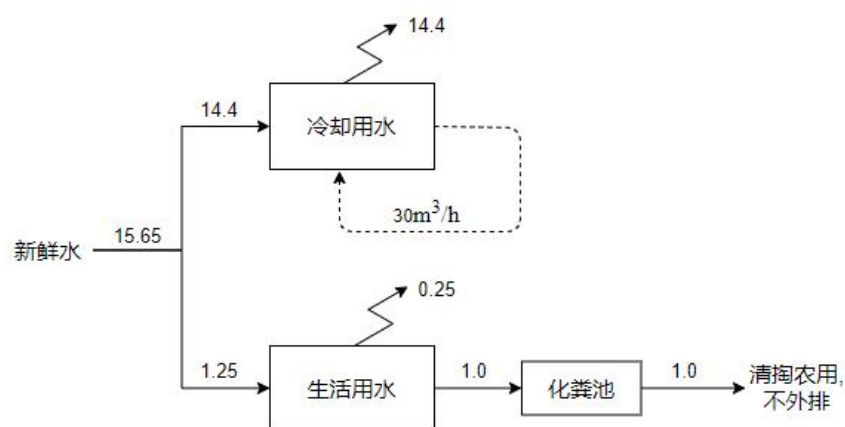 14.4
14.4
冷却用水
30m³/h
新鲜水
15.65
0.25
1.25
生活用水
1.0
化粪池
1.0
清掏农用,
不外排